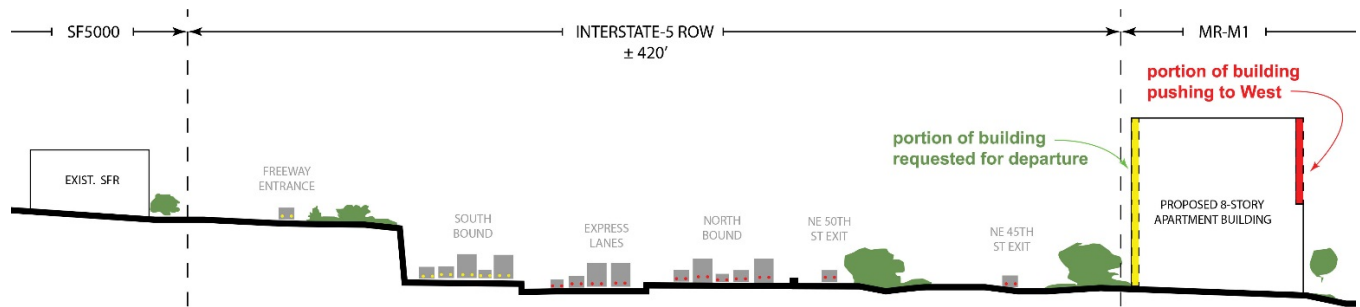 SF5000
INTERSTATE-5 ROW
± 420'
MR-M1
portion of building
pushing to West
portion of building
requested for departure
EXIST. SFR
FREEWAY
ENTRANCE
SOUTH
BOUND
EXPRESS
LANES
NORTH
BOUND
NE 50TH
ST EXIT
NE 45TH
ST EXIT
PROPOSED 8-STORY
APARTMENT BUILDING